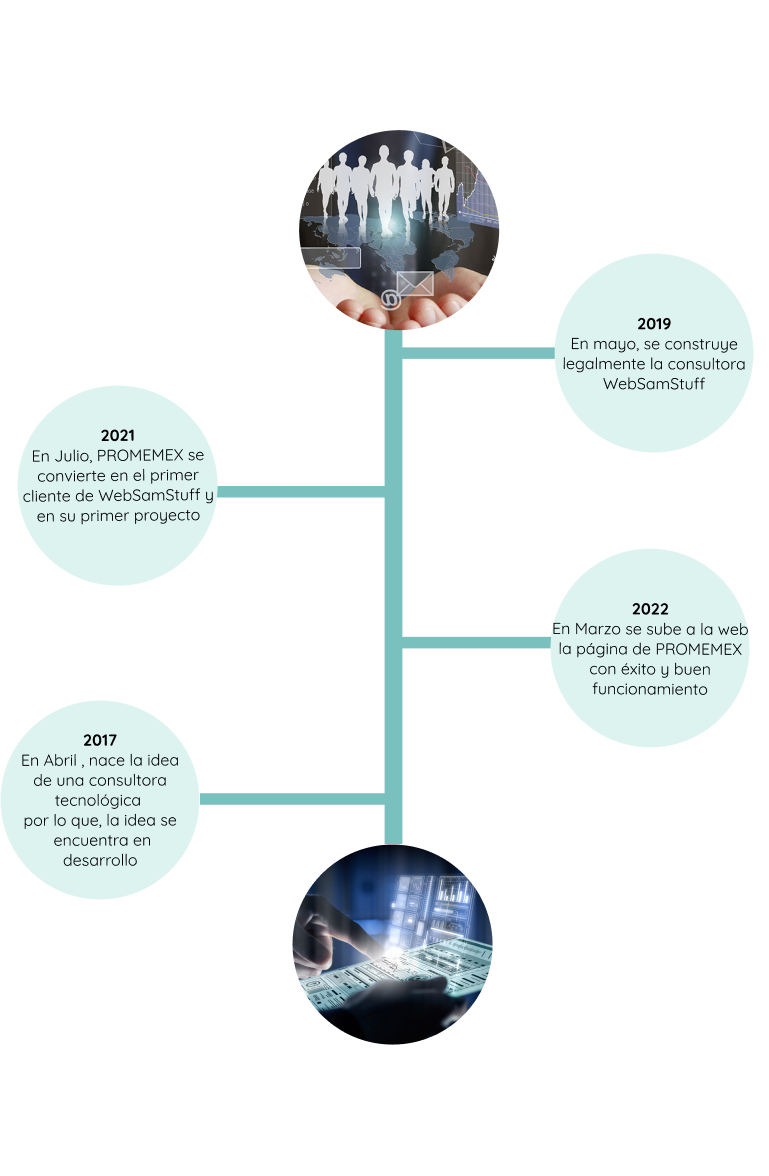 2019
En mayo, se construye
legalmente la consultora
WebSamStuff
2021
En Julio, PROMEMEX se
convierte en el primer
cliente de WebSamStuff y
en su primer proyecto
2022
En Marzo se sube a la web
la página de PROMEMEX
con éxito y buen
funcionamiento
2017
En Abril , nace la idea
de una consultora
tecnológica
por lo que, la idea se
encuentra en
desarrollo